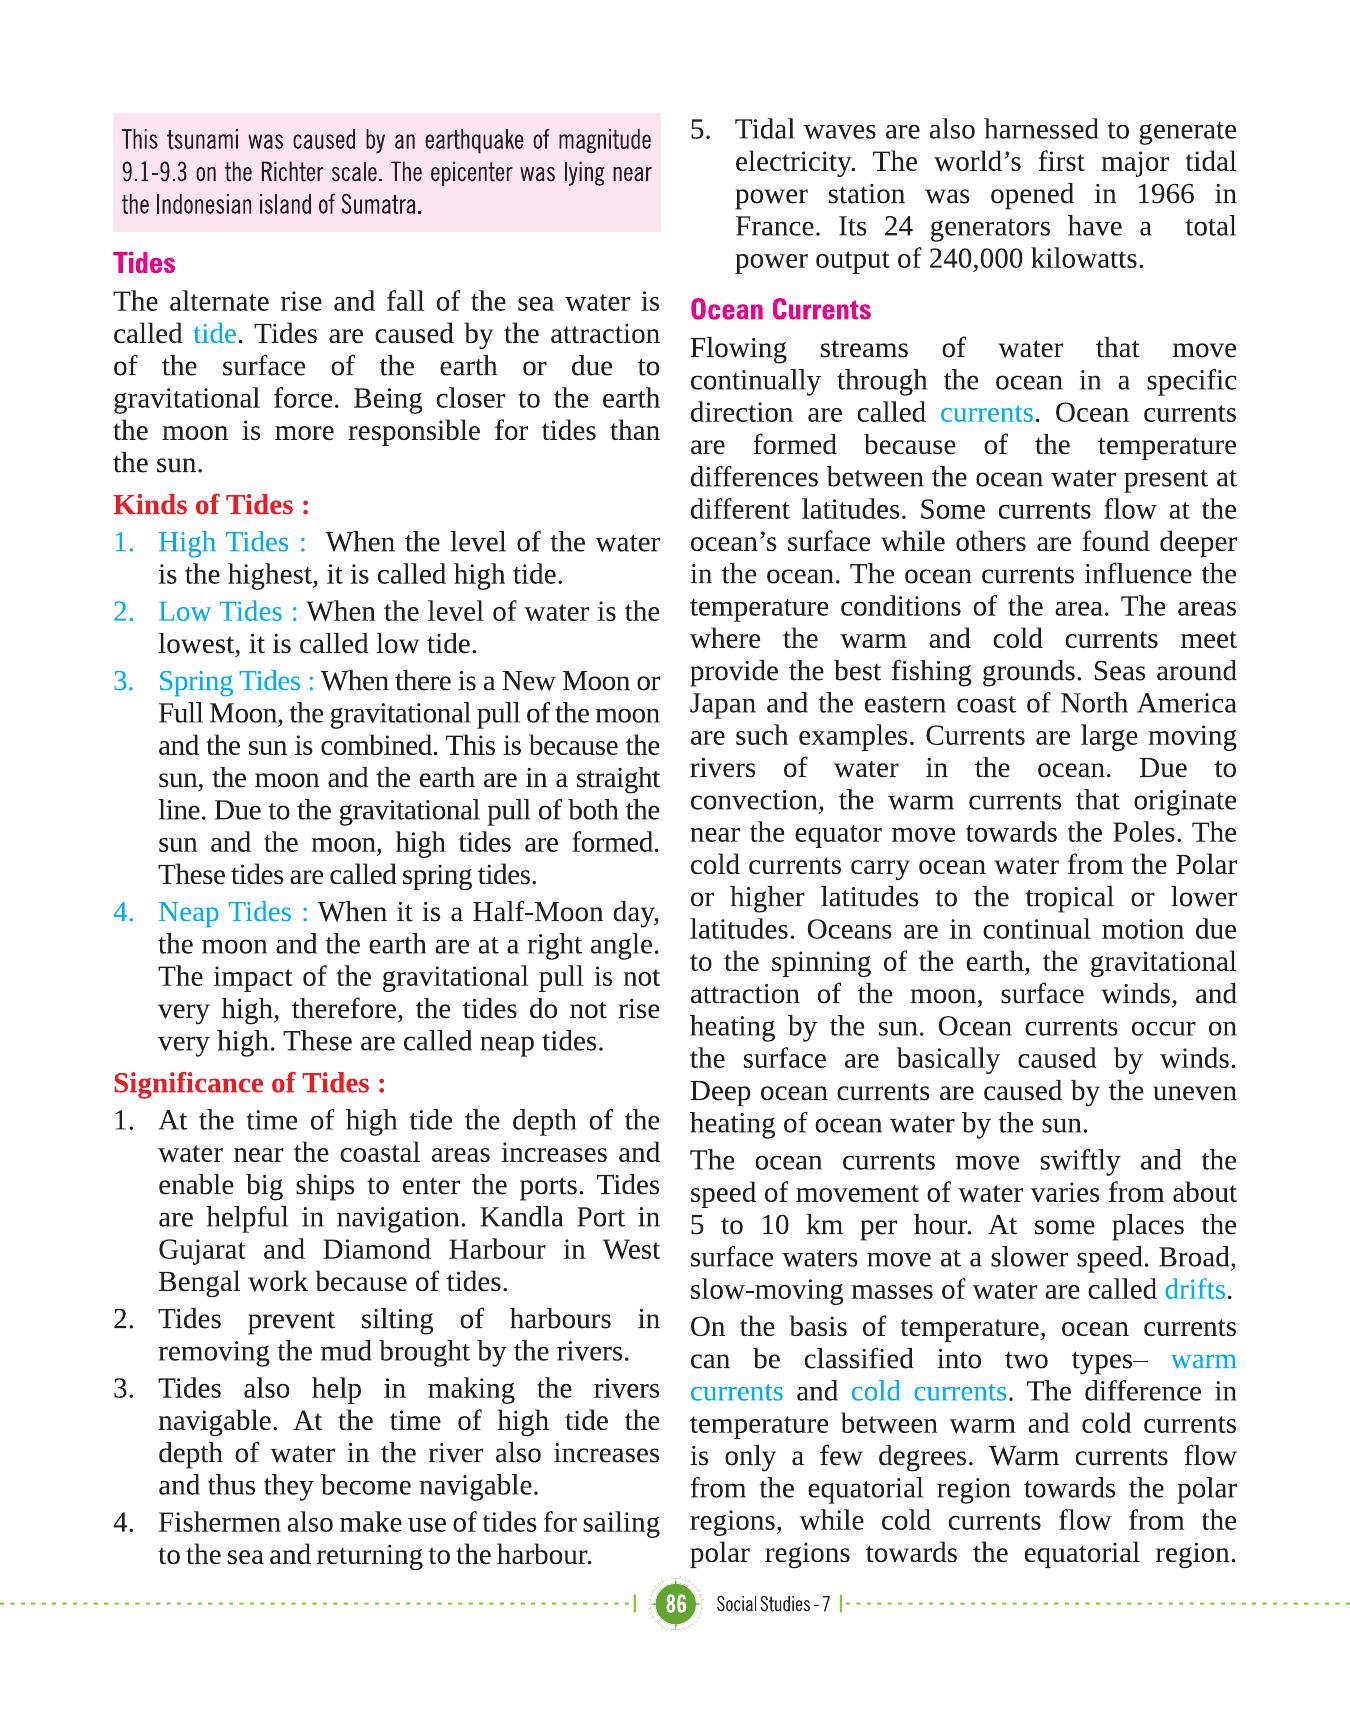 This tsunami was caused by an earthquake of magnitude
9.1-9.3 on the Richter scale. The epicenter was lying near
the Indonesian island of Sumatra.
Tides
The alternate rise and fall of the sea water is
called tide. Tides are caused by the attraction
of the surface of the earth or due to
gravitational force. Being closer to the earth
the moon is more responsible for tides than
the sun.
Kinds of Tides :
1. High Tides : When the level of the water
is the highest, it is called high tide.
2. Low Tides : When the level of water is the
lowest, it is called low tide.
3. Spring Tides : When there is a New Moon or
Full Moon, the gravitational pull of the moon
and the sun is combined. This is because the
sun, the moon and the earth are in a straight
line. Due to the gravitational pull of both the
sun and the moon, high tides are formed.
These tides are called spring tides.
4. Neap Tides : When it is a Half-Moon day,
the moon and the earth are at a right angle.
The impact of the gravitational pull is not
very high, therefore, the tides do not rise
very high. These are called neap tides.
Significance of Tides :
1. At the time of high tide the depth of the
water near the coastal areas increases and
enable big ships to enter the ports. Tides
are helpful in navigation. Kandla Port in
Gujarat and Diamond Harbour in West
Bengal work because of tides.
2. Tides prevent silting of harbours in
removing the mud brought by the rivers.
3. Tides also help in making the rivers
navigable. At the time of high tide the
depth of water in the river also increases
and thus they become navigable.
4. Fishermen also make use of tides for sailing
to the sea and returning to the harbour.
5. Tidal waves are also harnessed to generate
electricity. The world's first major tidal
power station was opened in 1966 in
France. Its 24 generators have a total
power output of 240,000 kilowatts.
Ocean Currents
Flowing streams of water that move
continually through the ocean in a specific
direction are called currents. Ocean currents
are formed because of the temperature
differences between the ocean water present at
different latitudes. Some currents flow at the
ocean's surface while others are found deeper
in the ocean. The ocean currents influence the
temperature conditions of the area. The areas
where the warm and cold currents meet
provide the best fishing grounds. Seas around
Japan and the eastern coast of North America
are such examples. Currents are large moving
rivers of water in the ocean. Due to
convection, the warm currents that originate
near the equator move towards the Poles. The
cold currents carry ocean water from the Polar
or higher latitudes to the tropical or lower
latitudes. Oceans are in continual motion due
to the spinning of the earth, the gravitational
attraction of the moon, surface winds, and
heating by the sun. Ocean currents occur on
the surface are basically caused by winds.
Deep ocean currents are caused by the uneven
heating of ocean water by the sun.
The ocean currents move swiftly and the
speed of movement of water varies from about
5 to 10 km per hour. At some places the
surface waters move at a slower speed. Broad,
slow-moving masses of water are called drifts.
On the basis of temperature, ocean currents
can be classified into two types– warm
currents and cold currents. The difference in
temperature between warm and cold currents
is only a few degrees. Warm currents flow
from the equatorial region towards the polar
regions, while cold currents flow from the
polar regions towards the equatorial region.
86 Social Studies - 7